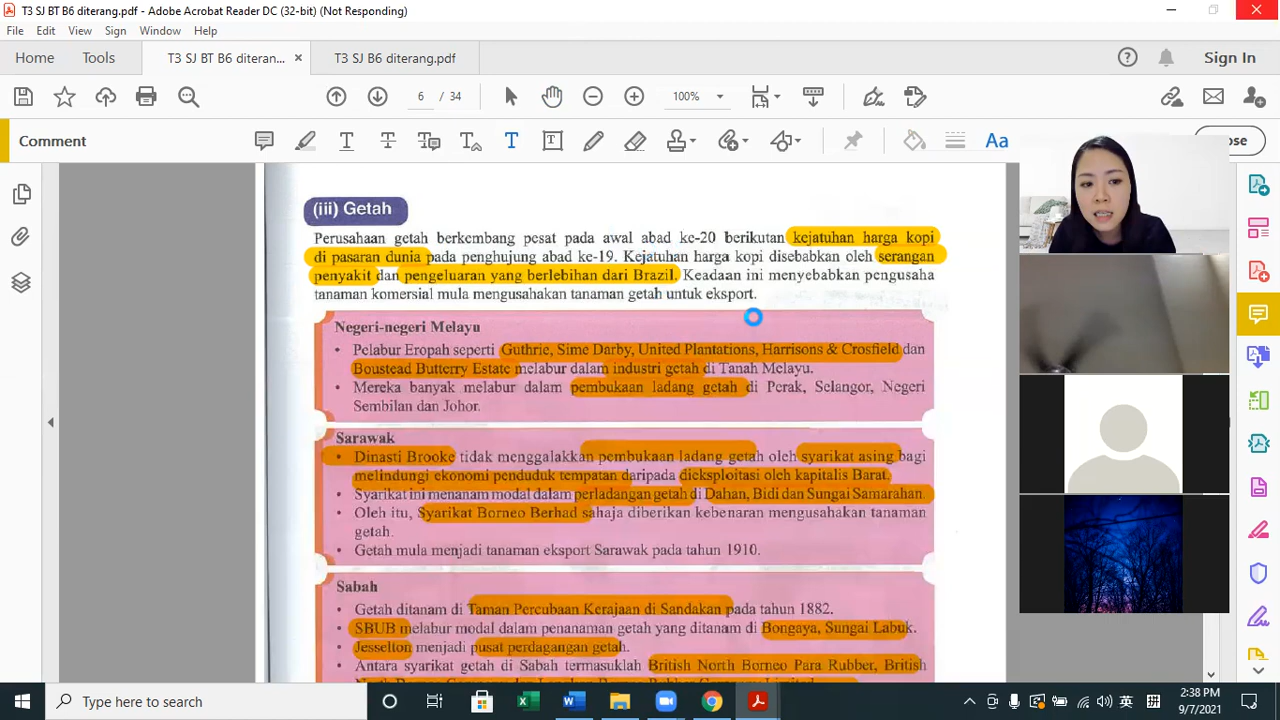 T3 SJ BT B6 diterang.pdf - Adobe Acrobat Reader DC (32-bit) (Not Responding)
File Edit View Sign Window Help
Home Tools T3 SJ BT B6 diteran... × T3 SJ B6 diterang.pdf Sign In
6 / 34 100%
Comment Aa ose
(iii) Getah
Perusahaan getah berkembang pesat pada awal abad ke-20 berikutan kejatuhan harga kopi
di pasaran dunia pada penghujung abad ke-19. Kejatuhan harga kopi disebabkan oleh serangan
penyakit dan pengeluaran yang berlebihan dari Brazil. Keadaan ini menyebabkan pengusaha
tanaman komersial mula mengusahakan tanaman getah untuk eksport.
Negeri-negeri Melayu
• Pelabur Eropah seperti Guthrie, Sime Darby, United Plantations, Harrisons & Crosfield dan
Boustead Butterry Estate melabur dalam industri getah di Tanah Melayu.
• Mereka banyak melabur dalam pembukaan ladang getah di Perak, Selangor, Negeri
Sembilan dan Johor.
Sarawak
• Dinasti Brooke tidak menggalakkan pembukaan ladang getah oleh syarikat asing bagi
melindungi ekonomi penduduk tempatan daripada dieksploitasi oleh kapitalis Barat.
• Syarikat ini menanam modal dalam perladangan getah di Dahan, Bidi dan Sungai Samarahan.
• Oleh itu, Syarikat Borneo Berhad sahaja diberikan kebenaran mengusahakan tanaman
getah.
• Getah mula menjadi tanaman eksport Sarawak pada tahun 1910.
Sabah
• Getah ditanam di Taman Percubaan Kerajaan di Sandakan pada tahun 1882.
• SBUB melabur modal dalam penanaman getah yang ditanam di Bongaya, Sungai Labuk.
• Jesselton menjadi pusat perdagangan getah.
• Antara syarikat getah di Sabah termasuklah British North Borneo Para Rubber, British
Type here to search
英 拼 2:38 PM
9/7/2021